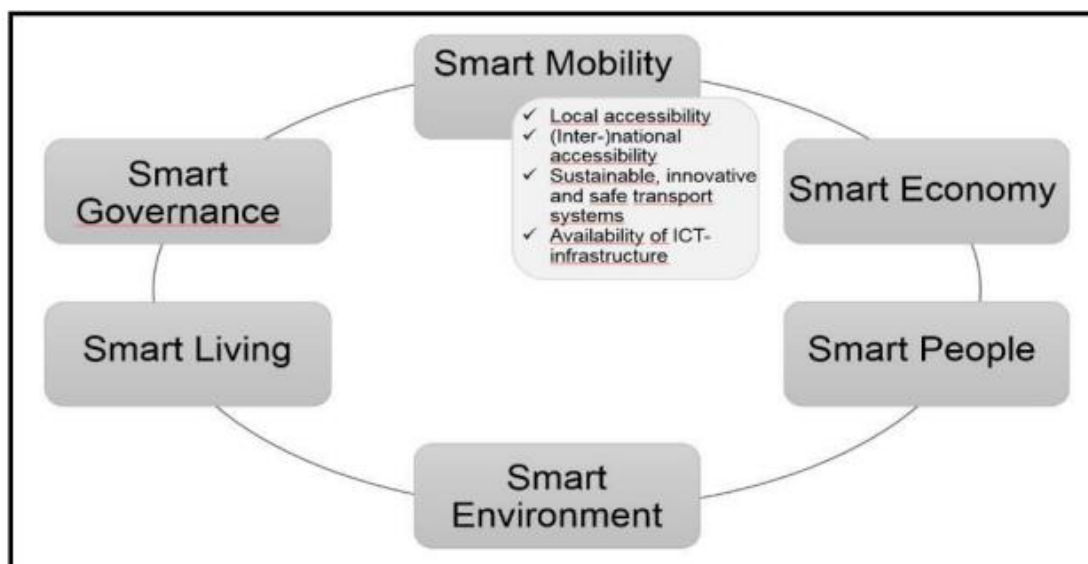 Smart Mobility
✓ Local accessibility
✓ (Inter-)national
accessibility
✓ Sustainable, innovative
and safe transport
systems
✓ Availability of ICT-
infrastructure
Smart
Governance
Smart Economy
Smart Living
Smart People
Smart
Environment